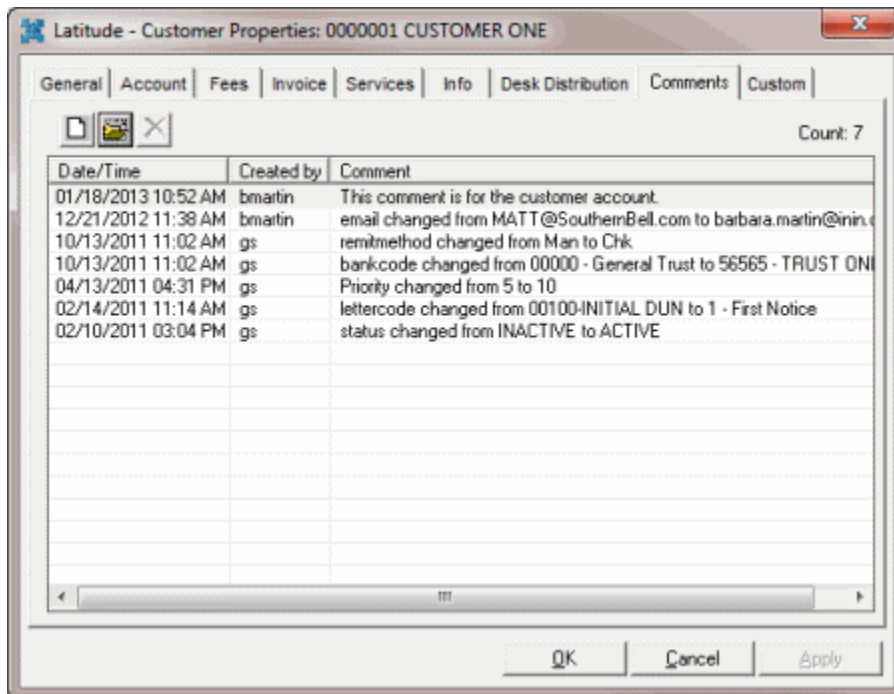 Latitude - Customer Properties: 0000001 CUSTOMER ONE
General Account Fees Invoice Services Info Desk Distribution Comments Custom
Count: 7
Date/Time Created by Comment
01/18/2013 10:52 AM bmartin This comment is for the customer account.
12/21/2012 11:38 AM bmartin email changed from MATT@SouthernBell.com to barbara.martin@inin.
10/13/2011 11:02 AM gs remitmethod changed from Man to Chk
10/13/2011 11:02 AM gs bankcode changed from 00000 - General Trust to 56565 - TRUST ON
04/13/2011 04:31 PM gs Priority changed from 5 to 10
02/14/2011 11:14 AM gs lettercode changed from 00100-INITIAL DUN to 1 - First Notice
02/10/2011 03:04 PM gs status changed from INACTIVE to ACTIVE
OK Cancel Apply